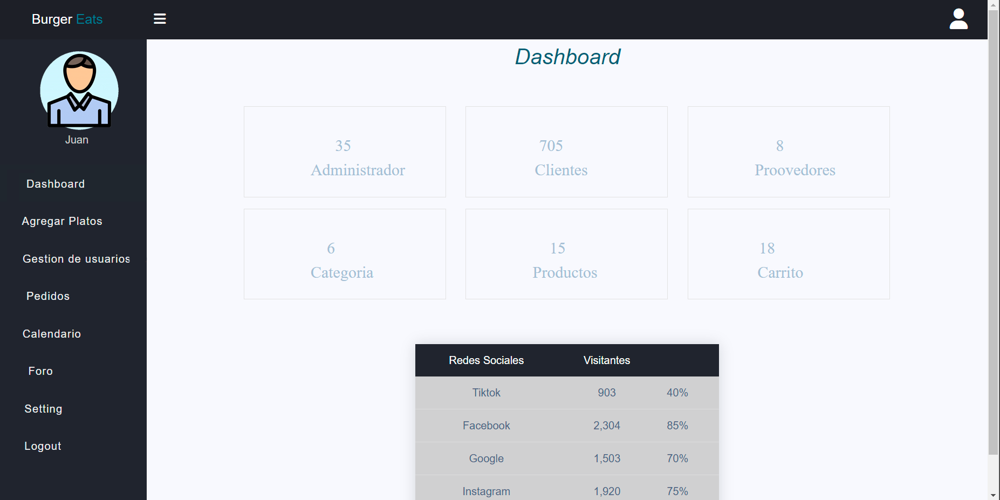 Burger Eats
Juan
Dashboard
Agregar Platos
Gestion de usuarios
Pedidos
Calendario
Foro
Setting
Logout
Dashboard
35
Administrador
705
Clientes
8
Proovedores
6
Categoria
15
Productos
18
Carrito
Redes Sociales Visitantes
Tiktok 903 40%
Facebook 2,304 85%
Google 1,503 70%
Instagram 1,920 75%